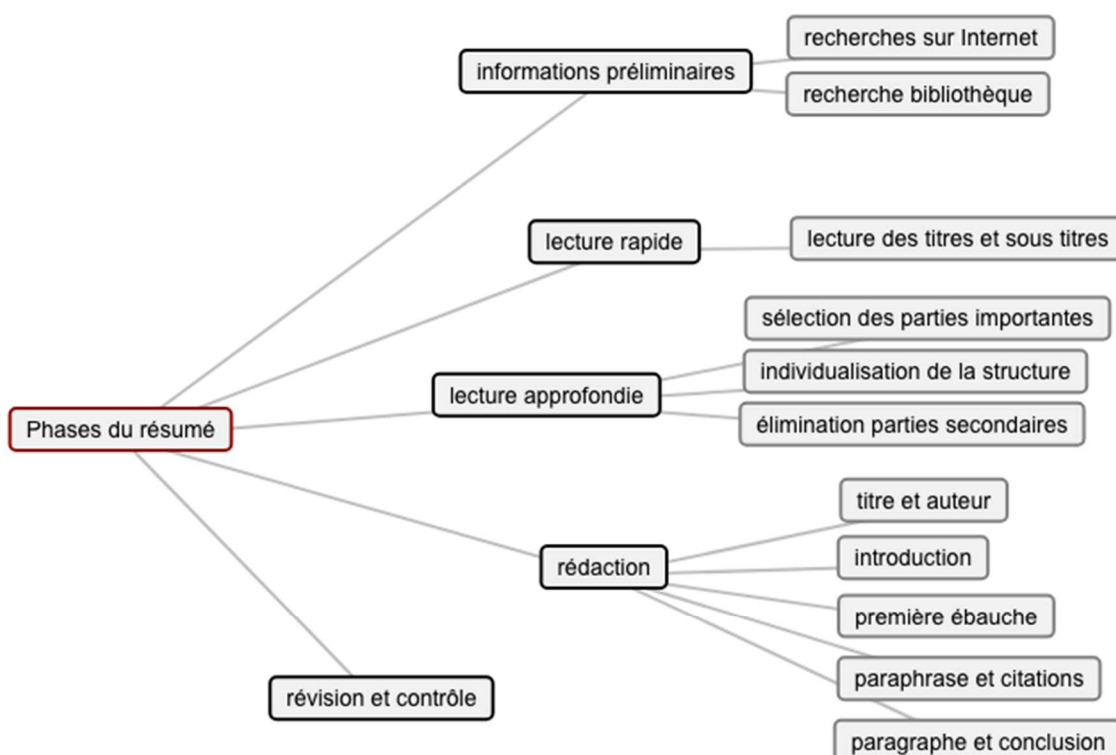 recherches sur Internet
informations préliminaires
recherche bibliothèque
lecture rapide
lecture des titres et sous titres
sélection des parties importantes
individualisation de la structure
lecture approfondie
élimination parties secondaires
Phases du résumé
titre et auteur
introduction
rédaction
première ébauche
paraphrase et citations
révision et contrôle
paragraphe et conclusion